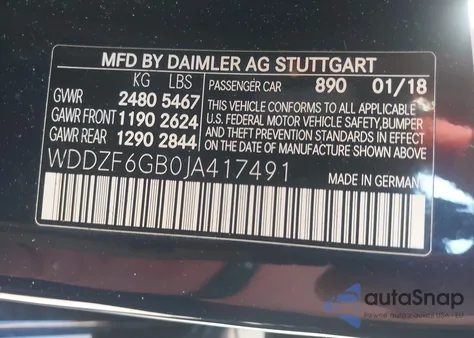 MFD BY DAIMLER AG STUTTGART
KG LBS
GVWR 2480 5467
GAWR FRONT 1190 2624
GAWR REAR 1290 2844
PASSENGER CAR 890 01/18
THIS VEHICLE CONFORMS TO ALL APPLICABLE
U.S. FEDERAL MOTOR VEHICLE SAFETY, BUMPER
AND THEFT PREVENTION STANDARDS IN EFFECT
ON THE DATE OF MANUFACTURE SHOWN ABOVE
WDDZF6GB0JA417491
MADE IN GERMANY
autoSnap